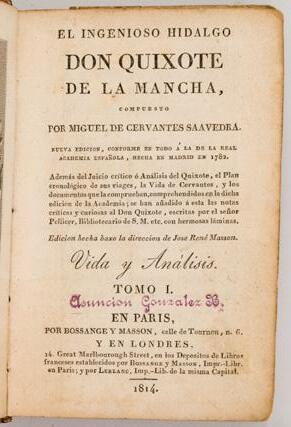 EL INGENIOSO HIDALGO
DON QUIXOTE
DE LA MANCHA,
COMPUESTO
POR MIGUEL DE CERVANTES SAAVEDRA.
NUEVA EDICION, CONFORME EN TODO Á LA DE LA REAL
ACADEMIA ESPAÑOLA, HECHA EN MADRID EN 1782.
Ademas del Juicio crítico ó Análisis del Quixote, el Plan
cronológico de sus viages, la Vida de Cervantes, y los
documentos que la comprueban, comprehendidos en la dicha
edicion de la Academia; se han añadido á esta las notas
críticas y curiosas al Don Quixote, escritas por el señor
Pellicer, Bibliotecario de S. M. etc. con hermosas láminas.
Edicion hecha baxo la direccion de Jose René Masson.
Vida y Análisis.
TOMO I.
Asuncion Gonzalez B.
EN PARIS,
POR BOSSANGE Y MASSON, calle de Tournon, n. 6.
Y EN LONDRES,
14. Great Marlbourough Street, en los Depositos de Libros
franceses establecidos por BOSSANGE Y MASSON, Impr.-Libr.
en Paris; y por LEBLANC, Imp.-Lib. de la misma Capital.
1814.